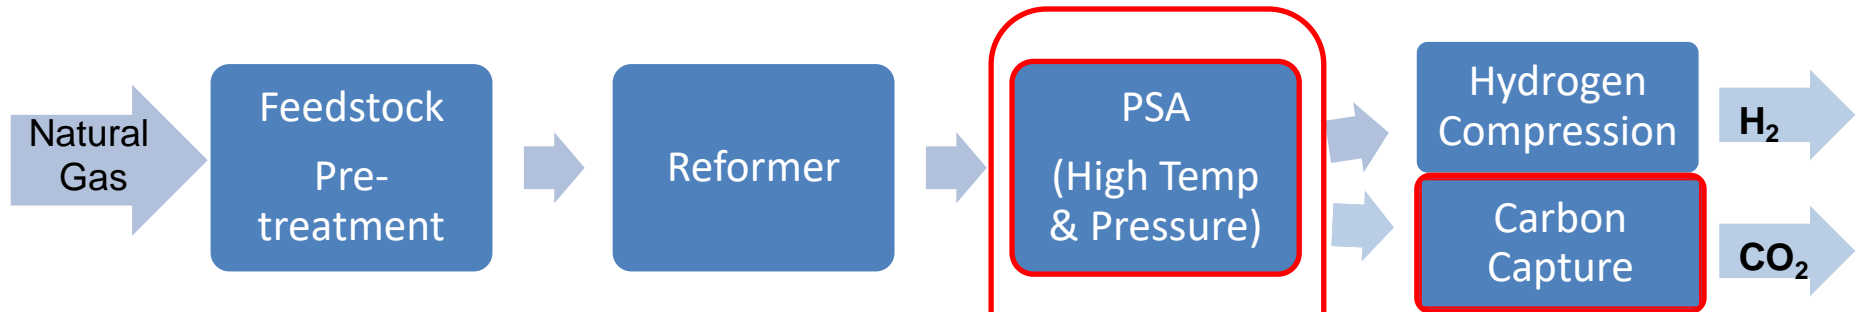 Natural
Gas
Feedstock
Pre-
treatment
Reformer
PSA
(High Temp
& Pressure)
Hydrogen
Compression
H₂
Carbon
Capture
CO₂